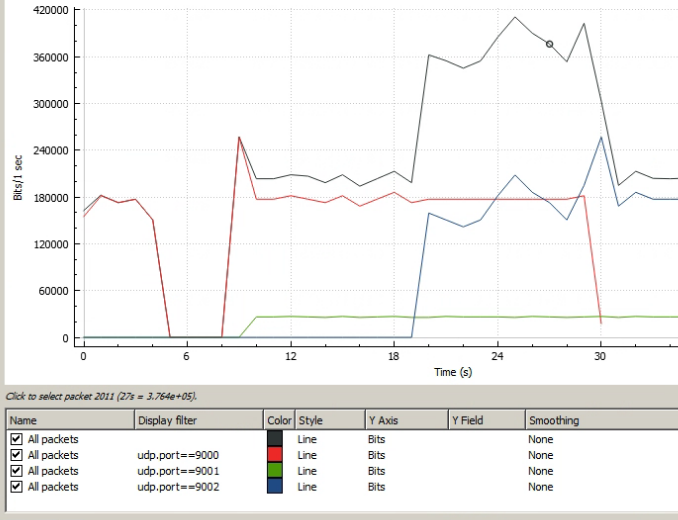 420000
360000
300000
240000
180000
120000
60000
0
Bits/1 sec
0 6 12 18 24 30
Time (s)
Click to select packet 2011 (27s = 3.764e+05).
Name Display filter Color Style Y Axis Y Field Smoothing
All packets Line Bits None
All packets udp.port==9000 Line Bits None
All packets udp.port==9001 Line Bits None
All packets udp.port==9002 Line Bits None